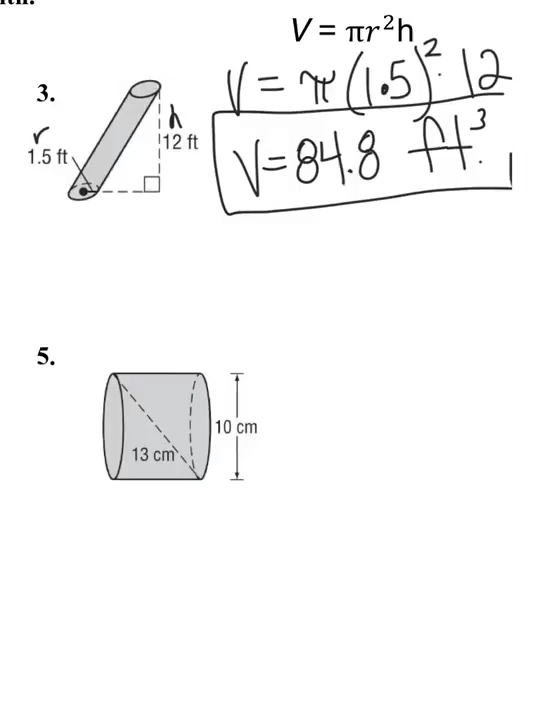 V = πr²h
V = π(1.5)²· 12
3.
h
r
12 ft
1.5 ft
V=84.8 ft³.
5.
10 cm
13 cm